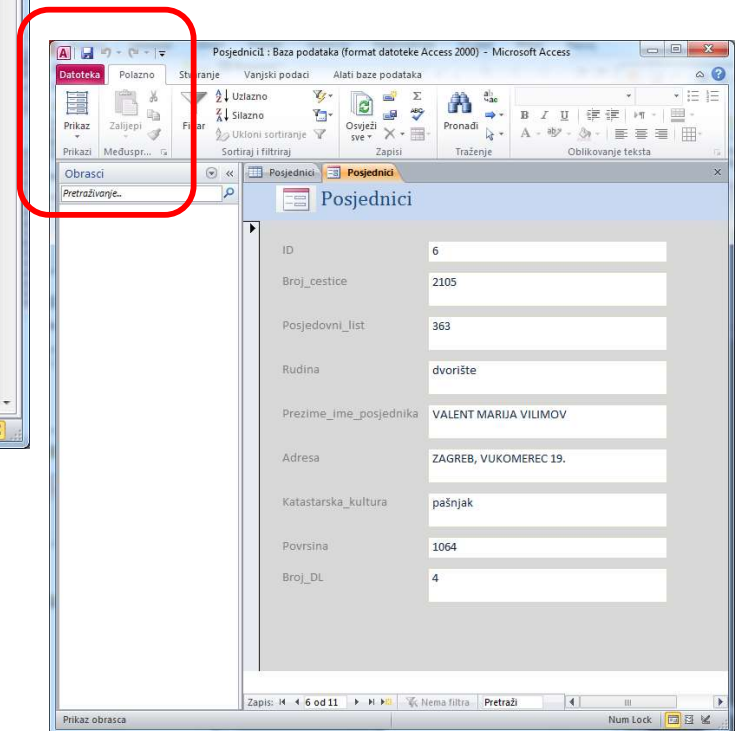 Posjednici1 : Baza podataka (format datoteke Access 2000) - Microsoft Access
Datoteka Polazno Stvaranje Vanjski podaci Alati baze podataka
Prikaz Zalijepi Filtar Uzlazno Silazno Ukloni sortiranje Osvježi sve Pronađi
Prikazi Međuspr... Sortiraj i filtriraj Zapisi Traženje Oblikovanje teksta
Obrasci Posjednici Posjednici
Pretraživanje...
Posjednici
ID 6
Broj_cestice 2105
Posjedovni_list 363
Rudina dvorište
Prezime_ime_posjednika VALENT MARIJA VILIMOV
Adresa ZAGREB, VUKOMEREC 19.
Katastarska_kultura pašnjak
Povrsina 1064
Broj_DL 4
Zapis: 6 od 11 Nema filtra Pretraži
Prikaz obrasca Num Lock